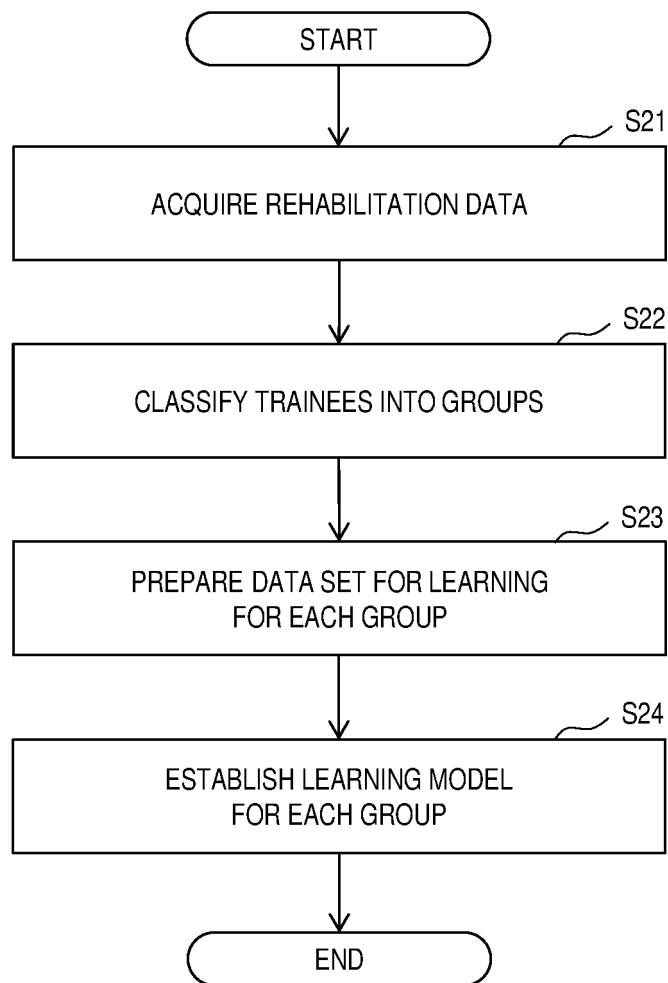 START
S21
ACQUIRE REHABILITATION DATA
S22
CLASSIFY TRAINEES INTO GROUPS
S23
PREPARE DATA SET FOR LEARNING
FOR EACH GROUP
S24
ESTABLISH LEARNING MODEL
FOR EACH GROUP
END